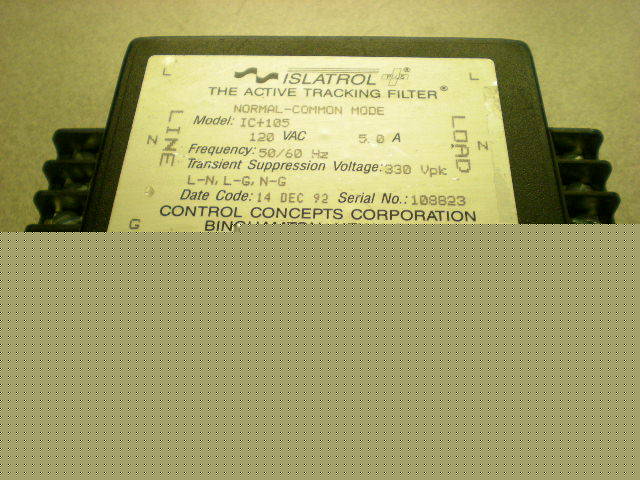 L ISLATROL PLUS® L
THE ACTIVE TRACKING FILTER®
NORMAL-COMMON MODE
Model: IC+105
120 VAC 5.0 A
N LINE LOAD N
Frequency: 50/60 Hz
Transient Suppression Voltage: 330 Vpk
L-N, L-G, N-G
Date Code: 14 DEC 92 Serial No.: 108823
CONTROL CONCEPTS CORPORATION
G